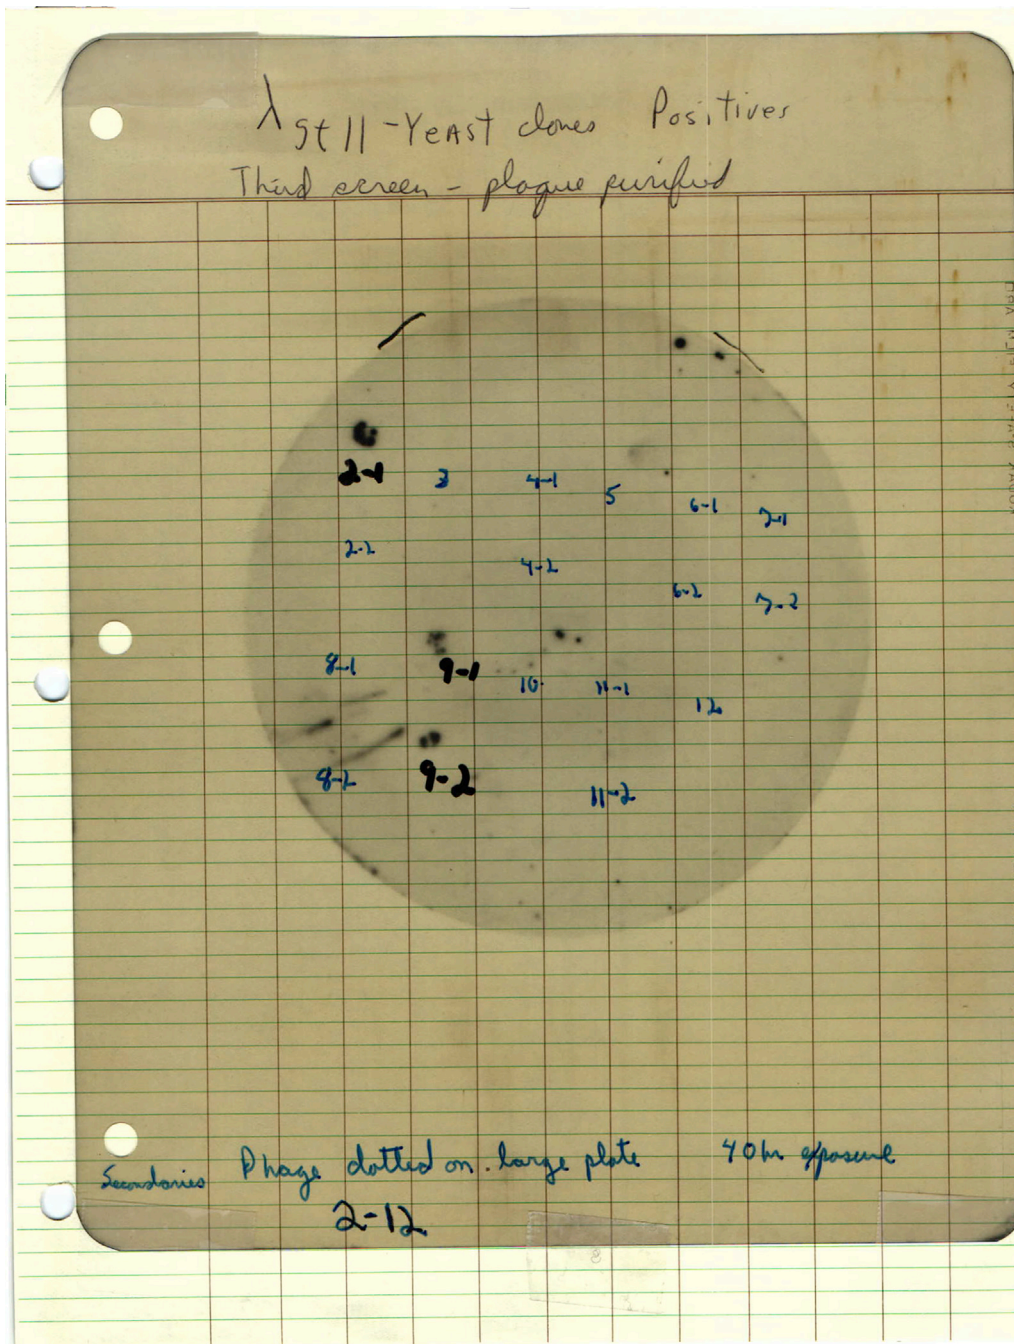 λgt11 - Yeast clones Positives
Third screen - plaque purified
2-1 3 4-1 5 6-1 7-1
2-2 4-2 6-2 7-2
8-1 9-1 10 11-1 12
8-2 9-2 11-2
Secondaries Phage dotted on large plate 40 hr exposure
2-12